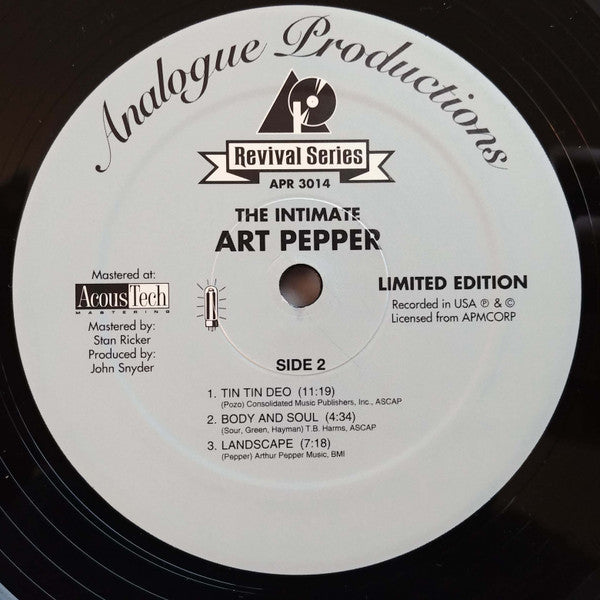 Analogue Productions
AP
Revival Series
APR 3014
THE INTIMATE
ART PEPPER
Mastered at:
AcousTech
MASTERING
Mastered by:
Stan Ricker
Produced by:
John Snyder
LIMITED EDITION
Recorded in USA ℗ & ©
Licensed from APMCORP
SIDE 2
1. TIN TIN DEO (11:19)
(Pozo) Consolidated Music Publishers, Inc., ASCAP
2. BODY AND SOUL (4:34)
(Sour, Green, Hayman) T.B. Harms, ASCAP
3. LANDSCAPE (7:18)
(Pepper) Arthur Pepper Music, BMI